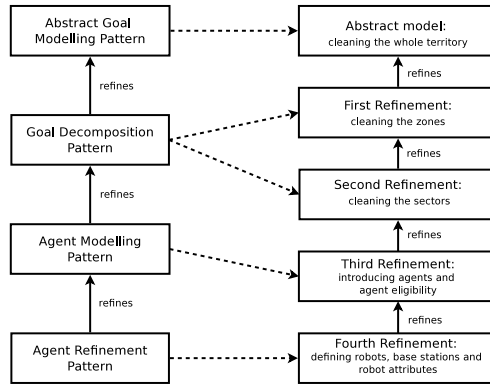 Abstract Goal
Modelling Pattern
Abstract model:
cleaning the whole territory
refines
refines
Goal Decomposition
Pattern
First Refinement:
cleaning the zones
refines
Second Refinement:
cleaning the sectors
refines
refines
Agent Modelling
Pattern
Third Refinement:
introducing agents and
agent eligibility
refines
refines
Agent Refinement
Pattern
Fourth Refinement:
defining robots, base stations and
robot attributes